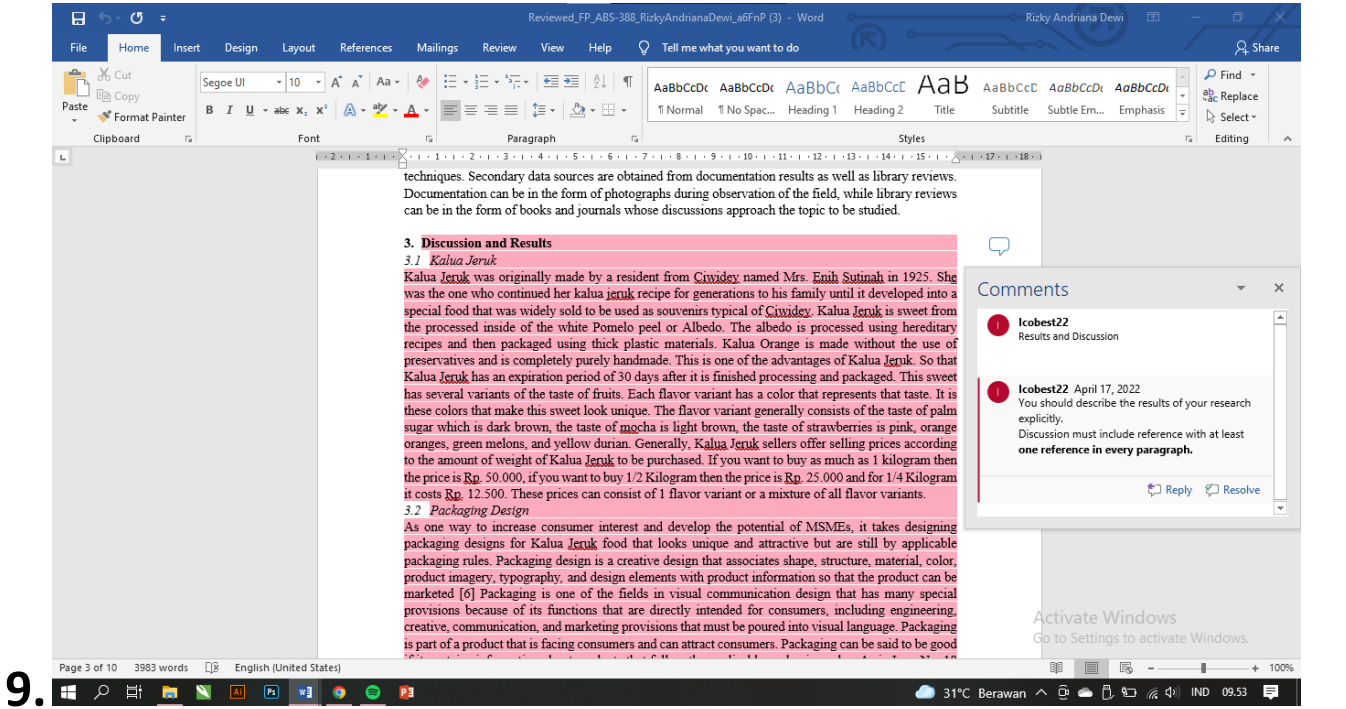 Reviewed_FP_ABS-388_RizkyAndrianaDewi_a6FnP (3) - Word
Rizky Andriana Dewi
File Home Insert Design Layout References Mailings Review View Help Tell me what you want to do Share
Cut
Copy
Paste
Format Painter
Clipboard
Segoe UI 10
Font
Paragraph
AaBbCcDc AaBbCcDc AaBbCc AaBbCcC AaB AaBbCcD AaBbCcDc AaBbCcDc
¶ Normal ¶ No Spac... Heading 1 Heading 2 Title Subtitle Subtle Em... Emphasis
Styles
Find
Replace
Select
Editing
techniques. Secondary data sources are obtained from documentation results as well as library reviews.
Documentation can be in the form of photographs during observation of the field, while library reviews
can be in the form of books and journals whose discussions approach the topic to be studied.
3. Discussion and Results
3.1 Kalua Jeruk
Kalua Jeruk was originally made by a resident from Ciwidey named Mrs. Enih Sutinah in 1925. She
was the one who continued her kalua jeruk recipe for generations to his family until it developed into a
special food that was widely sold to be used as souvenirs typical of Ciwidey. Kalua Jeruk is sweet from
the processed inside of the white Pomelo peel or Albedo. The albedo is processed using hereditary
recipes and then packaged using thick plastic materials. Kalua Orange is made without the use of
preservatives and is completely purely handmade. This is one of the advantages of Kalua Jeruk. So that
Kalua Jeruk has an expiration period of 30 days after it is finished processing and packaged. This sweet
has several variants of the taste of fruits. Each flavor variant has a color that represents that taste. It is
these colors that make this sweet look unique. The flavor variant generally consists of the taste of palm
sugar which is dark brown, the taste of mocha is light brown, the taste of strawberries is pink, orange
oranges, green melons, and yellow durian. Generally, Kalua Jeruk sellers offer selling prices according
to the amount of weight of Kalua Jeruk to be purchased. If you want to buy as much as 1 kilogram then
the price is Rp. 50.000, if you want to buy 1/2 Kilogram then the price is Rp. 25.000 and for 1/4 Kilogram
it costs Rp. 12.500. These prices can consist of 1 flavor variant or a mixture of all flavor variants.
3.2 Packaging Design
As one way to increase consumer interest and develop the potential of MSMEs, it takes designing
packaging designs for Kalua Jeruk food that looks unique and attractive but are still by applicable
packaging rules. Packaging design is a creative design that associates shape, structure, material, color,
product imagery, typography, and design elements with product information so that the product can be
marketed [6] Packaging is one of the fields in visual communication design that has many special
provisions because of its functions that are directly intended for consumers, including engineering,
creative, communication, and marketing provisions that must be poured into visual language. Packaging
is part of a product that is facing consumers and can attract consumers. Packaging can be said to be good
Comments
Icobest22
Results and Discussion
Icobest22 April 17, 2022
You should describe the results of your research
explicitly.
Discussion must include reference with at least
one reference in every paragraph.
Reply Resolve
Activate Windows
Go to Settings to activate Windows.
Page 3 of 10 3983 words English (United States) 100%
9.
31°C Berawan IND 09.53